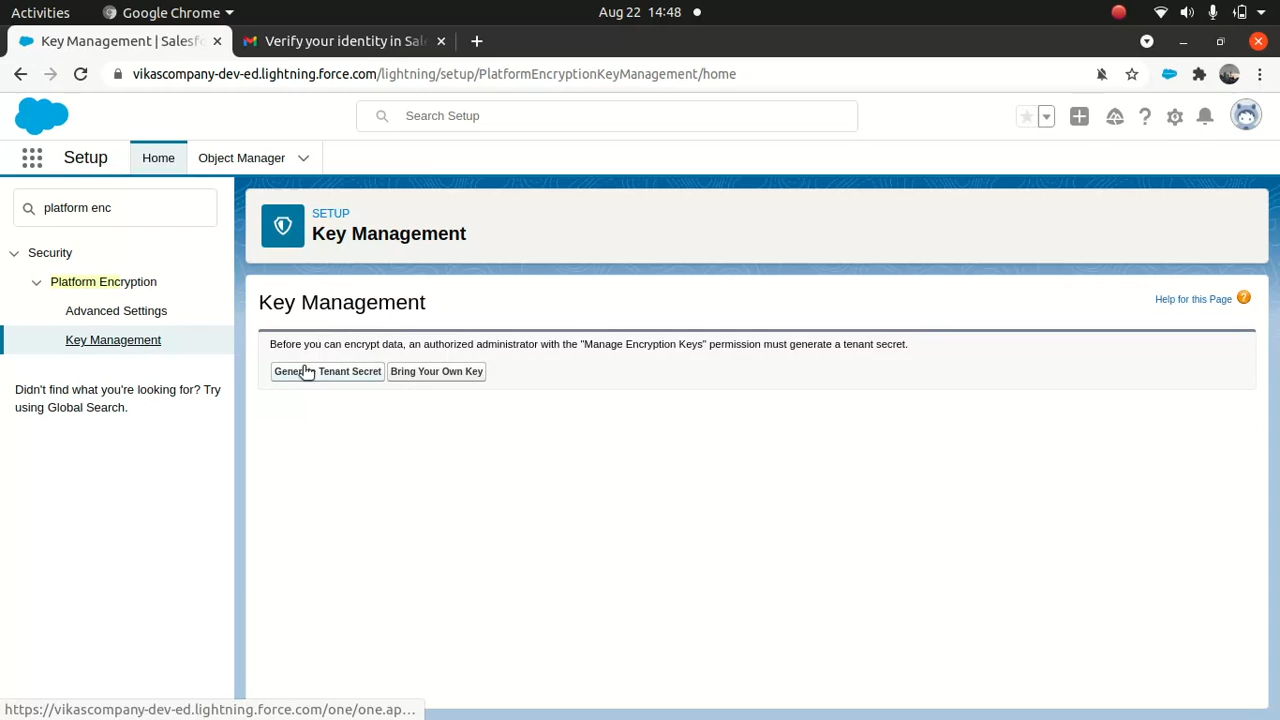 Activities
Google Chrome
Aug 22 14:48
Key Management | Salesfo
Verify your identity in Sal
vikascompany-dev-ed.lightning.force.com/lightning/setup/PlatformEncryptionKeyManagement/home
Search Setup
Setup
Home
Object Manager
platform enc
SETUP
Key Management
Security
Platform Encryption
Advanced Settings
Key Management
Didn't find what you're looking for? Try
using Global Search.
Key Management
Help for this Page ?
Before you can encrypt data, an authorized administrator with the "Manage Encryption Keys" permission must generate a tenant secret.
Tenant Secret
Bring Your Own Key
https://vikascompany-dev-ed.lightning.force.com/one/one.ap…